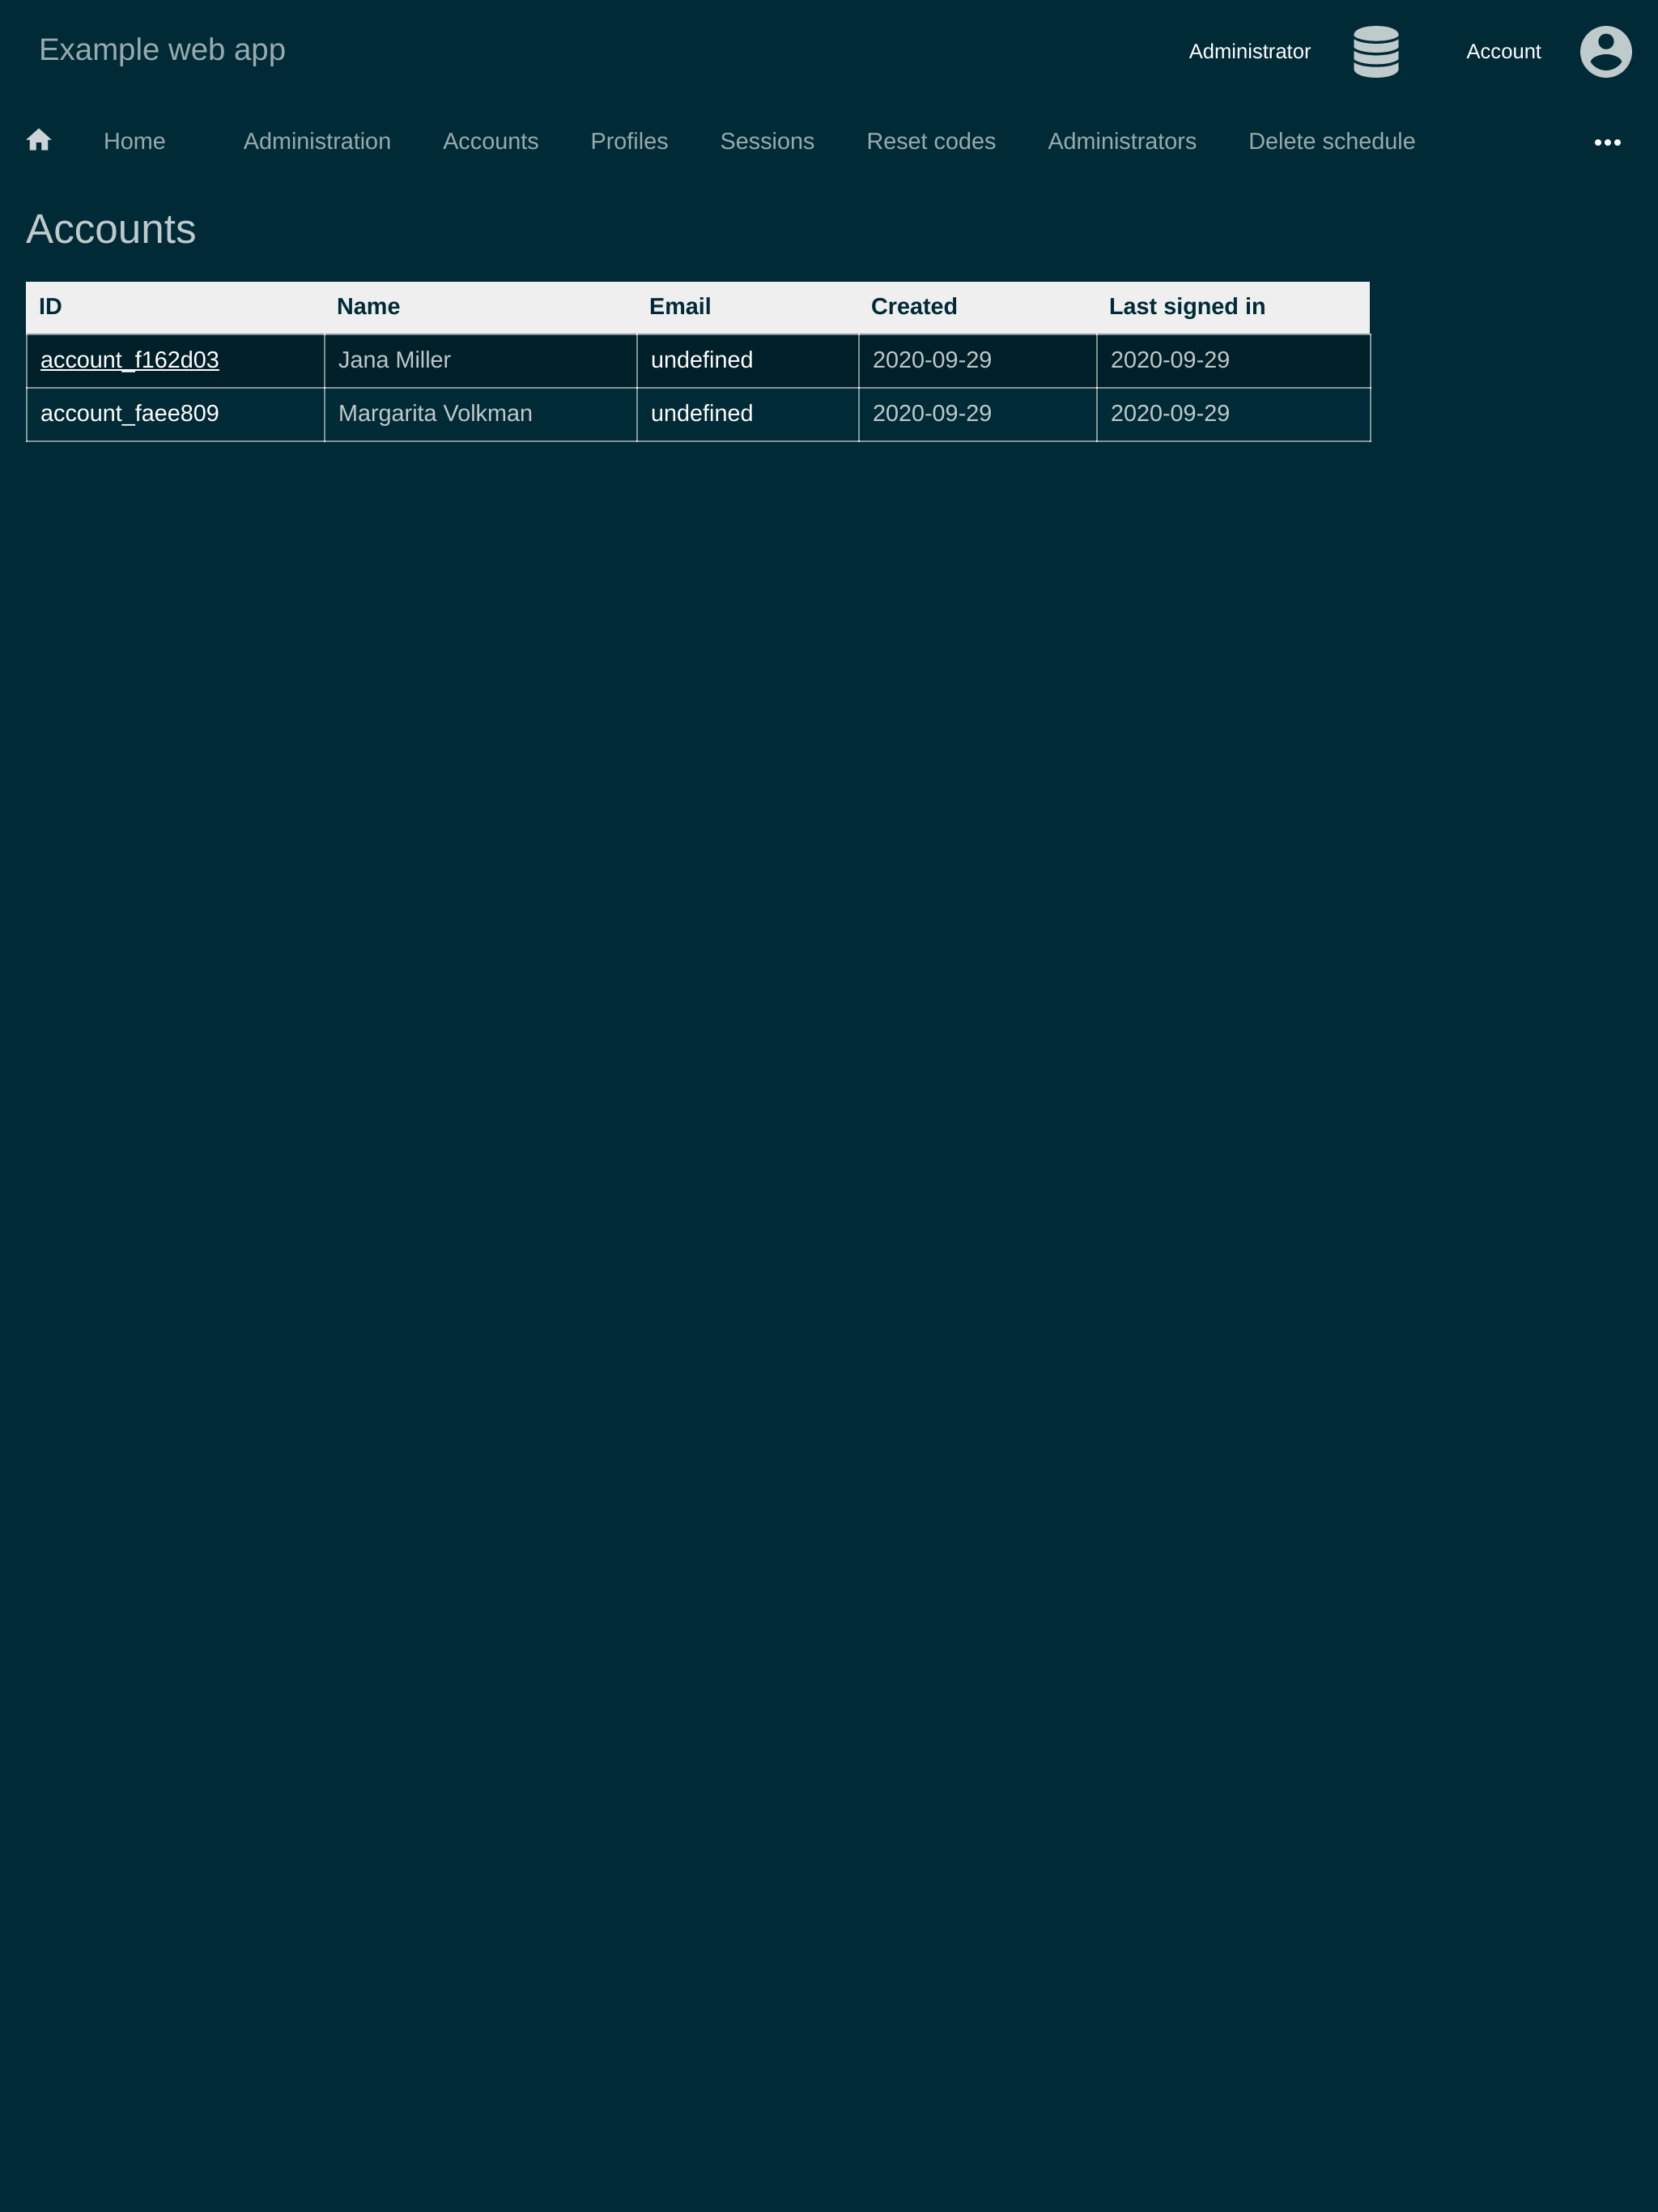 Example web app
Administrator Account
Home Administration Accounts Profiles Sessions Reset codes Administrators Delete schedule
Accounts
ID Name Email Created Last signed in
account_f162d03 Jana Miller undefined 2020-09-29 2020-09-29
account_faee809 Margarita Volkman undefined 2020-09-29 2020-09-29